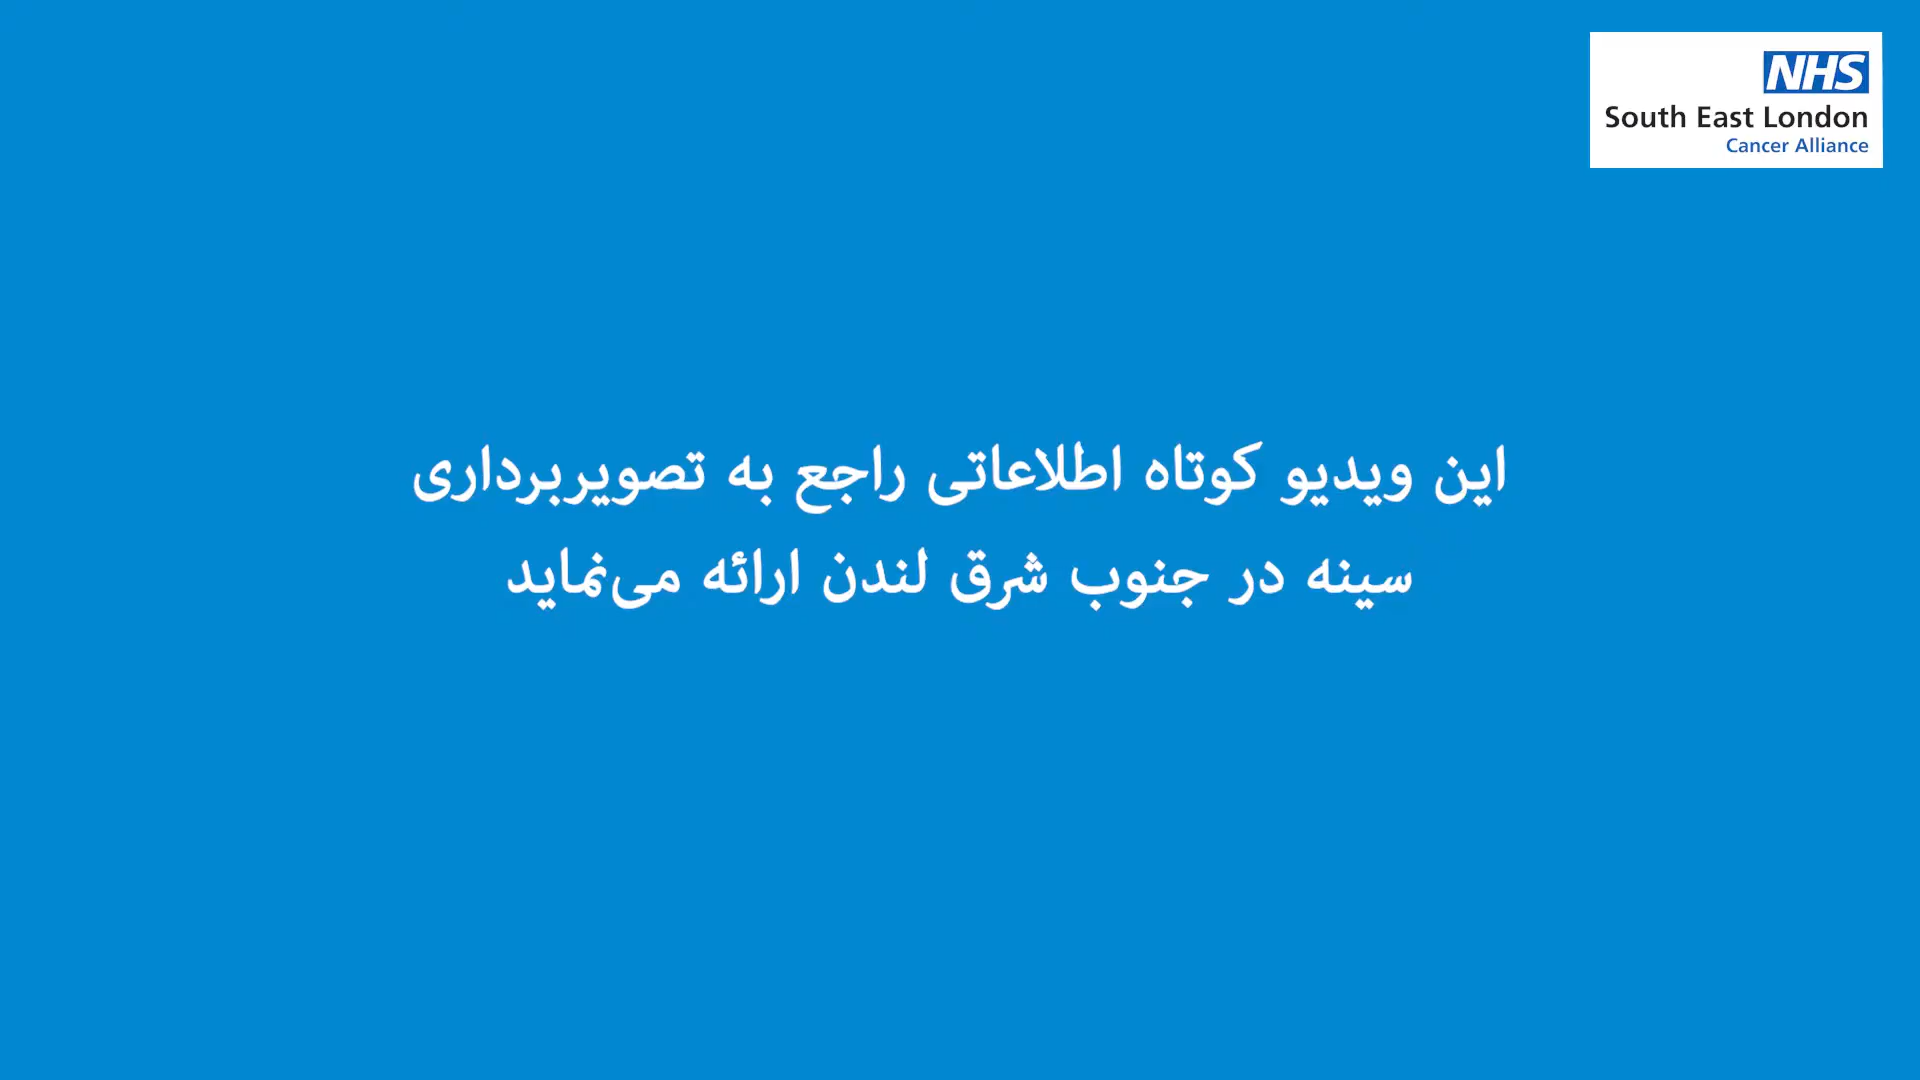 NHS
South East London
Cancer Alliance
این ویدیو کوتاه اطلاعاتی راجع به تصویربرداری
سینه در جنوب شرق لندن ارائه می‌نماید